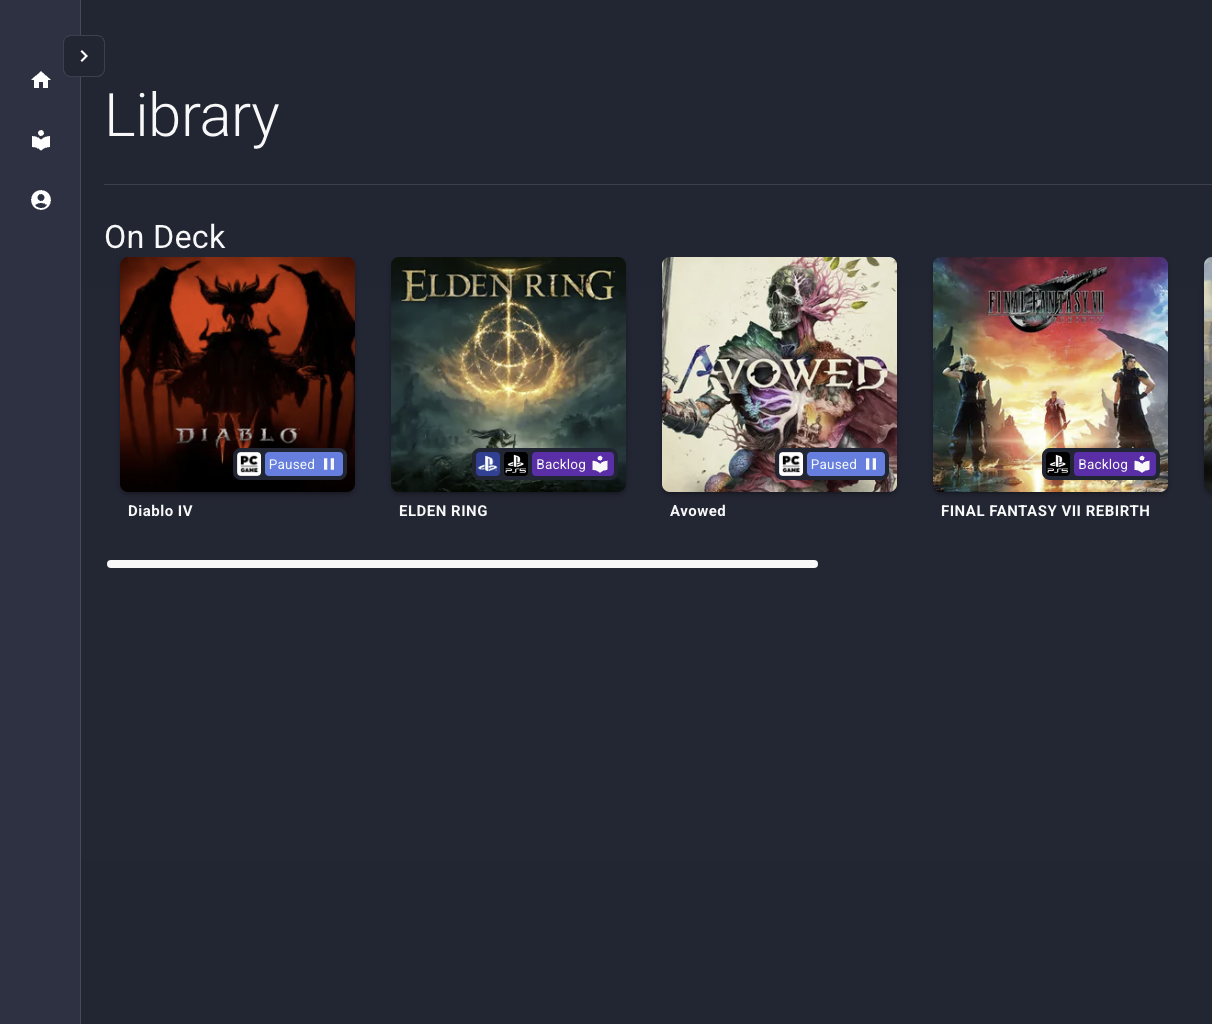 Library
On Deck
DIABLO
IV
PC
GAME
Paused
Diablo IV
ELDEN RING
PS5
Backlog
ELDEN RING
AVOWED
PC
GAME
Paused
Avowed
FINAL FANTASY VII
PS5
Backlog
FINAL FANTASY VII REBIRTH